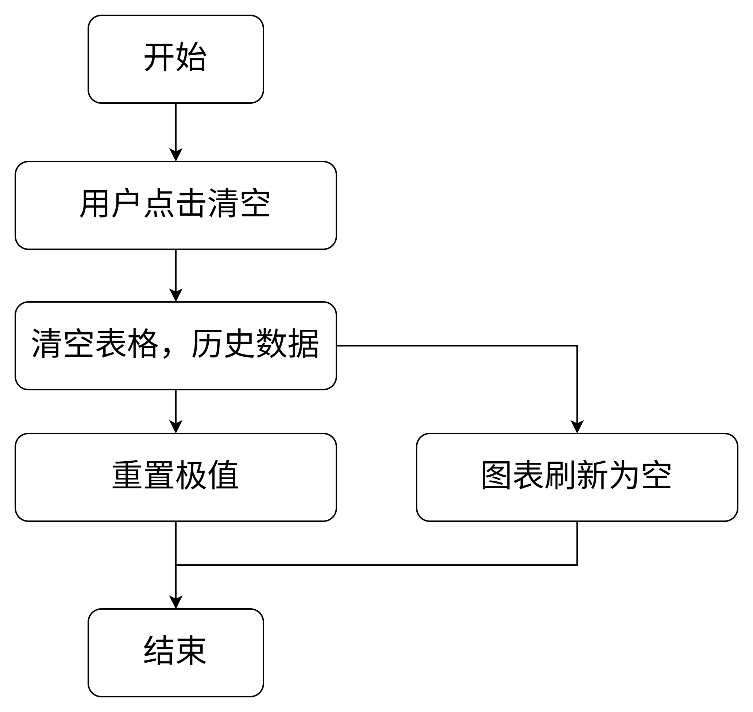 开始
用户点击清空
清空表格，历史数据
重置极值
图表刷新为空
结束